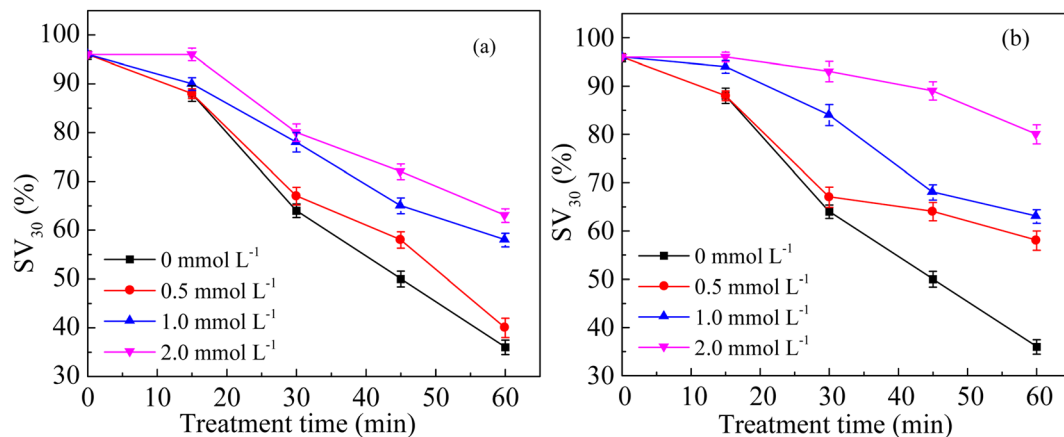 (a)
SV30 (%)
100
90
80
70
60
50
40
30
0 mmol L-1
0.5 mmol L-1
1.0 mmol L-1
2.0 mmol L-1
0 10 20 30 40 50 60
Treatment time (min)
(b)
SV30 (%)
100
90
80
70
60
50
40
30
0 mmol L-1
0.5 mmol L-1
1.0 mmol L-1
2.0 mmol L-1
0 10 20 30 40 50 60
Treatment time (min)